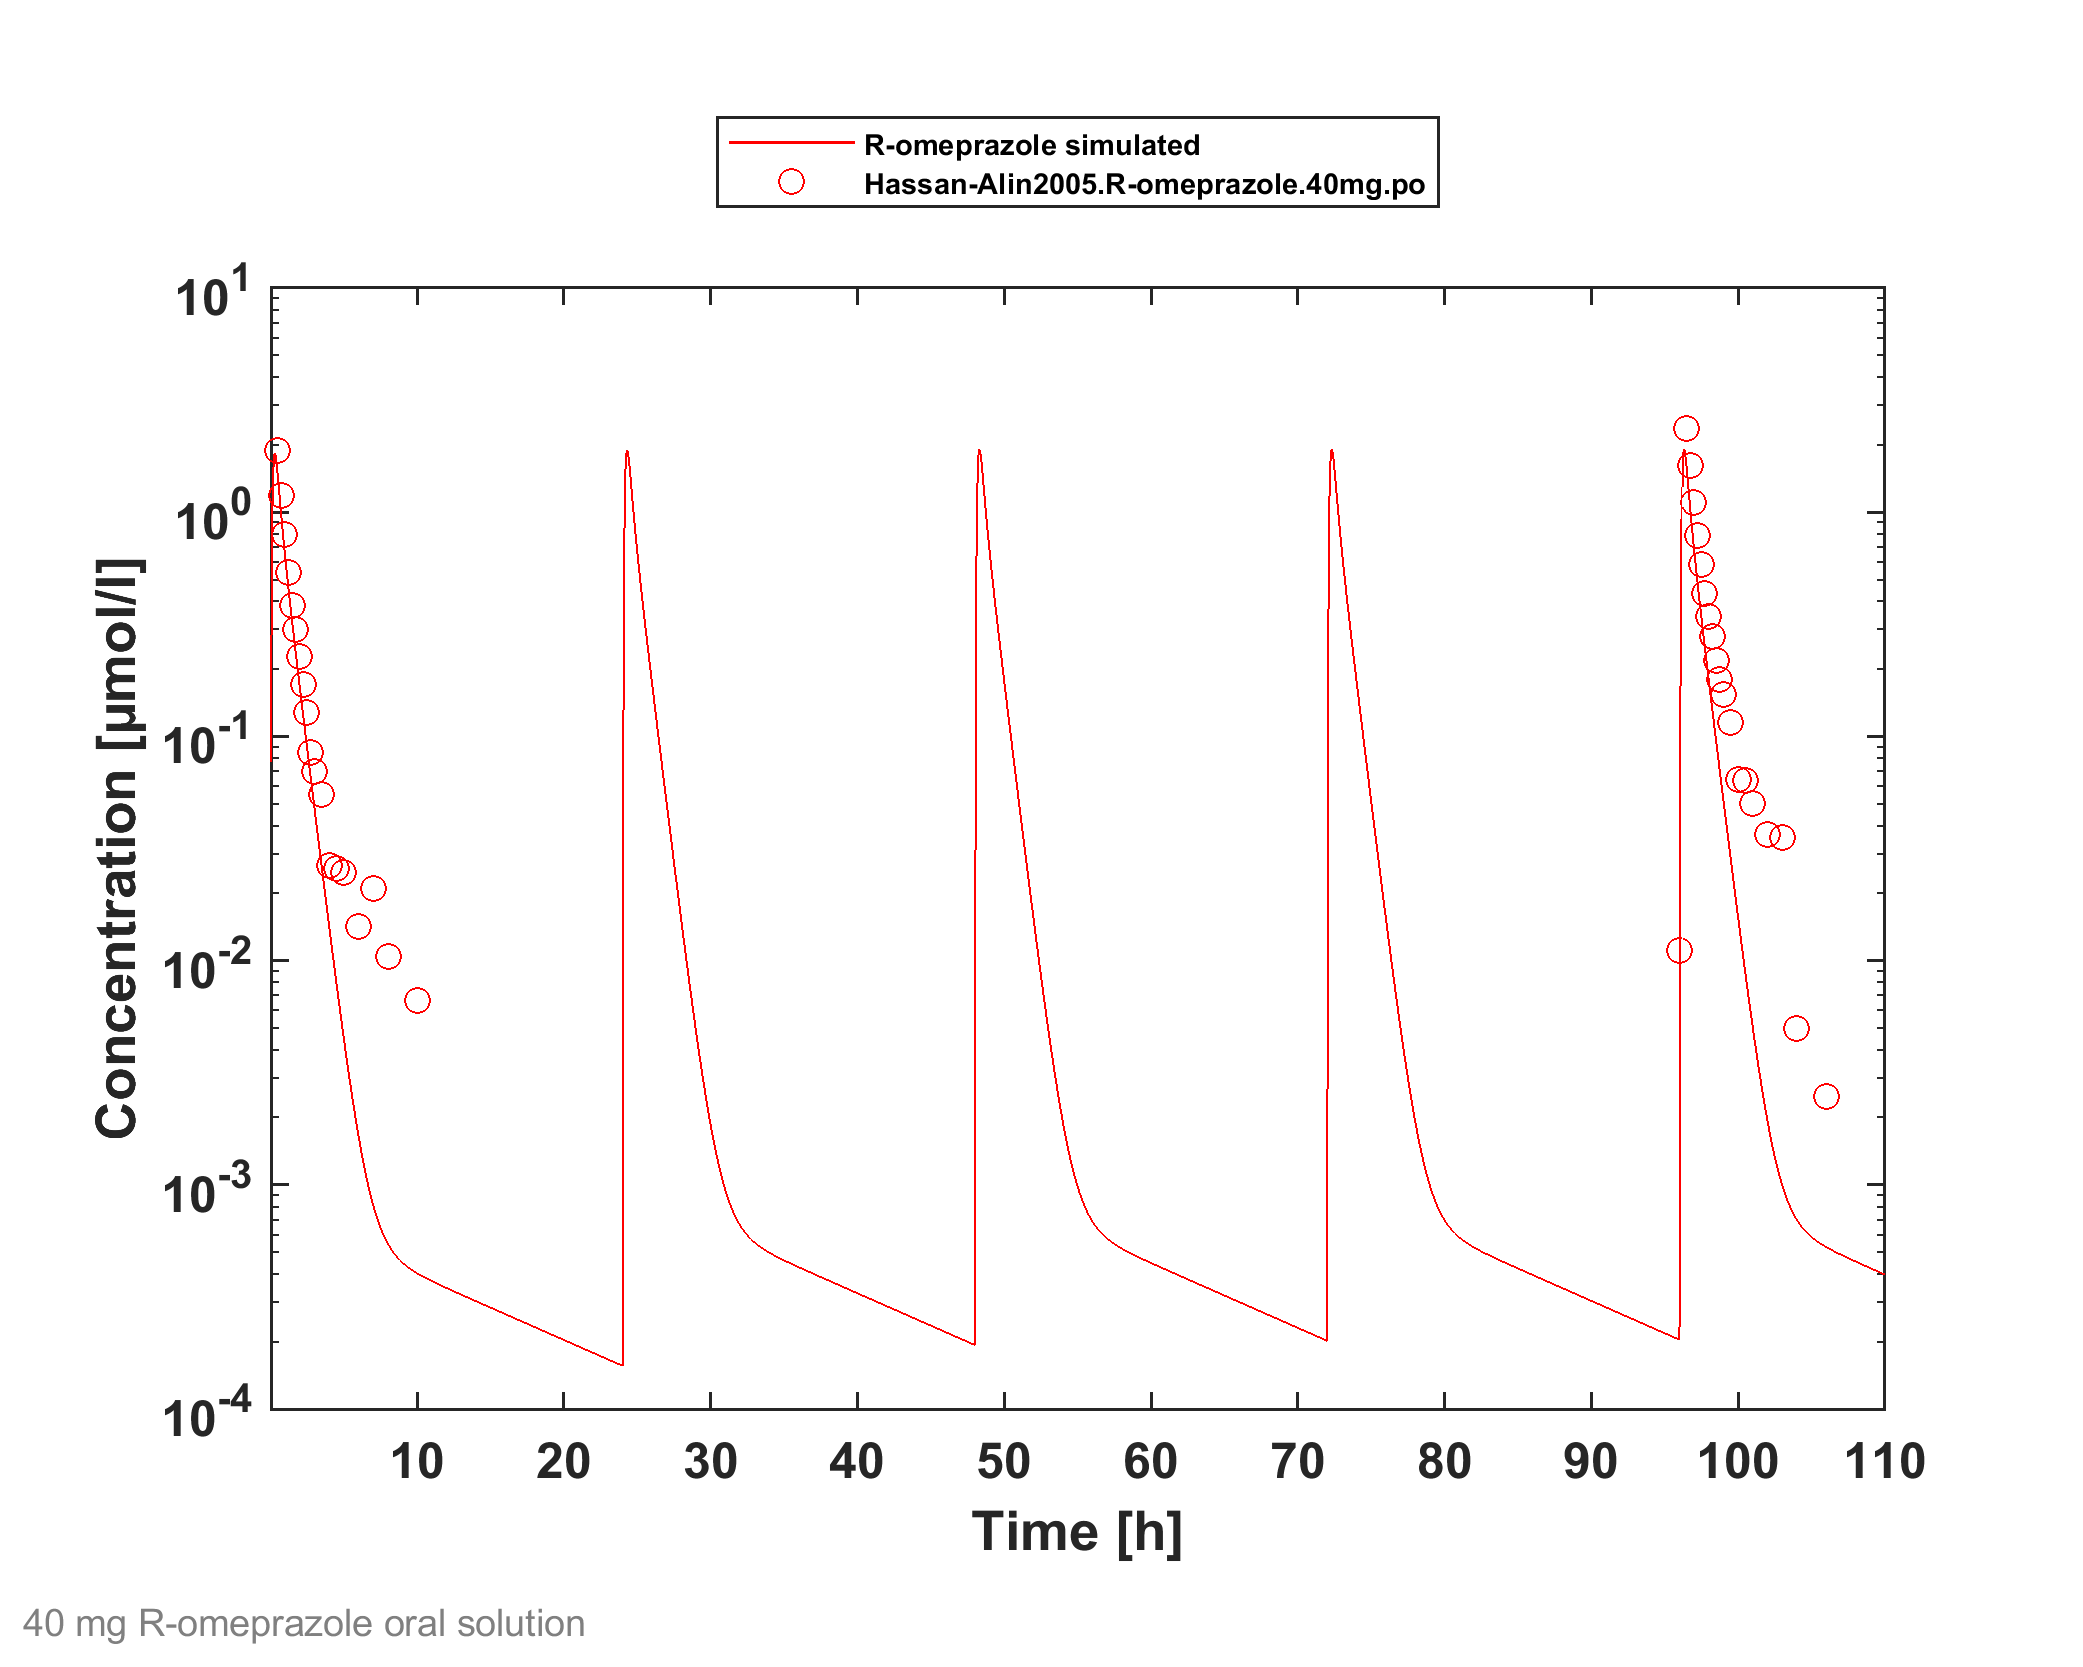 R-omeprazole simulated
Hassan-Alin2005.R-omeprazole.40mg.po
10^1
10^0
10^-1
10^-2
10^-3
10^-4
Concentration [µmol/l]
10 20 30 40 50 60 70 80 90 100 110
Time [h]
40 mg R-omeprazole oral solution